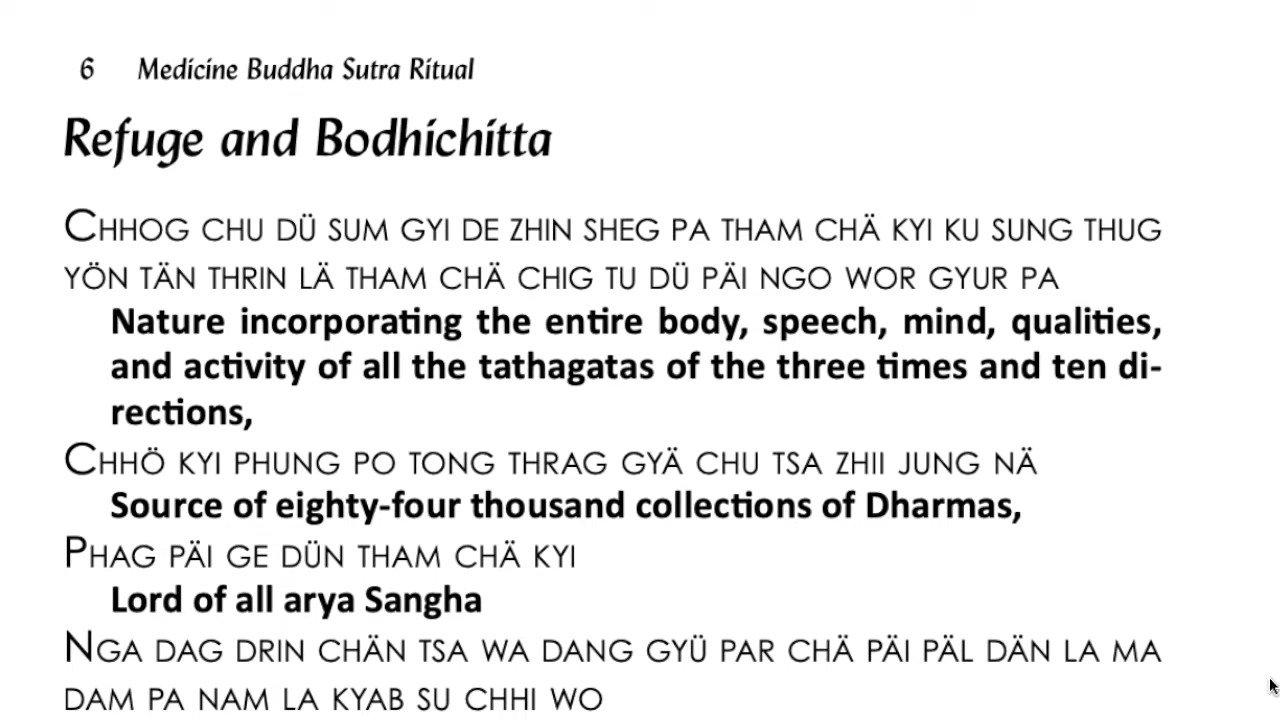 6 Medicine Buddha Sutra Ritual
Refuge and Bodhichitta
CHHOG CHU DÜ SUM GYI DE ZHIN SHEG PA THAM CHÄ KYI KU SUNG THUG
YÖN TÄN THRIN LÄ THAM CHÄ CHIG TU DÜ PÄI NGO WOR GYUR PA
Nature incorporating the entire body, speech, mind, qualities,
and activity of all the tathagatas of the three times and ten di-
rections,
CHHÖ KYI PHUNG PO TONG THRAG GYÄ CHU TSA ZHII JUNG NÄ
Source of eighty-four thousand collections of Dharmas,
PHAG PÄI GE DÜN THAM CHÄ KYI
Lord of all arya Sangha
NGA DAG DRIN CHÄN TSA WA DANG GYÜ PAR CHÄ PÄI PÄL DÄN LA MA
DAM PA NAM LA KYAB SU CHHI WO